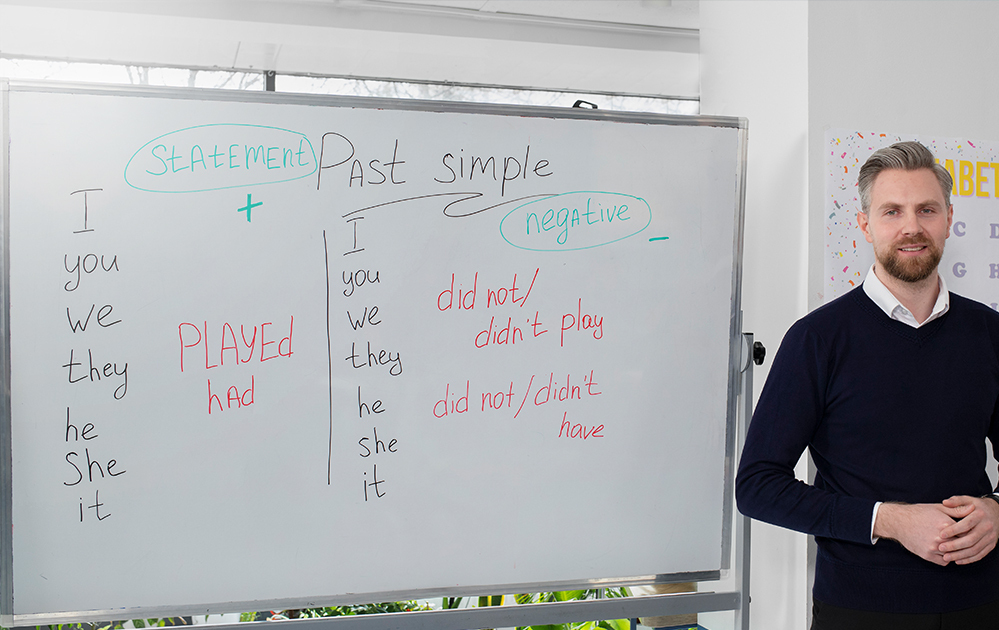 STATEMENT Past simple
+
negative
-
I
you
we
they
he
She
it
PLAYED
had
I
you
we
they
he
she
it
did not/
didn't play
did not/didn't
have
ABET
C D
G H